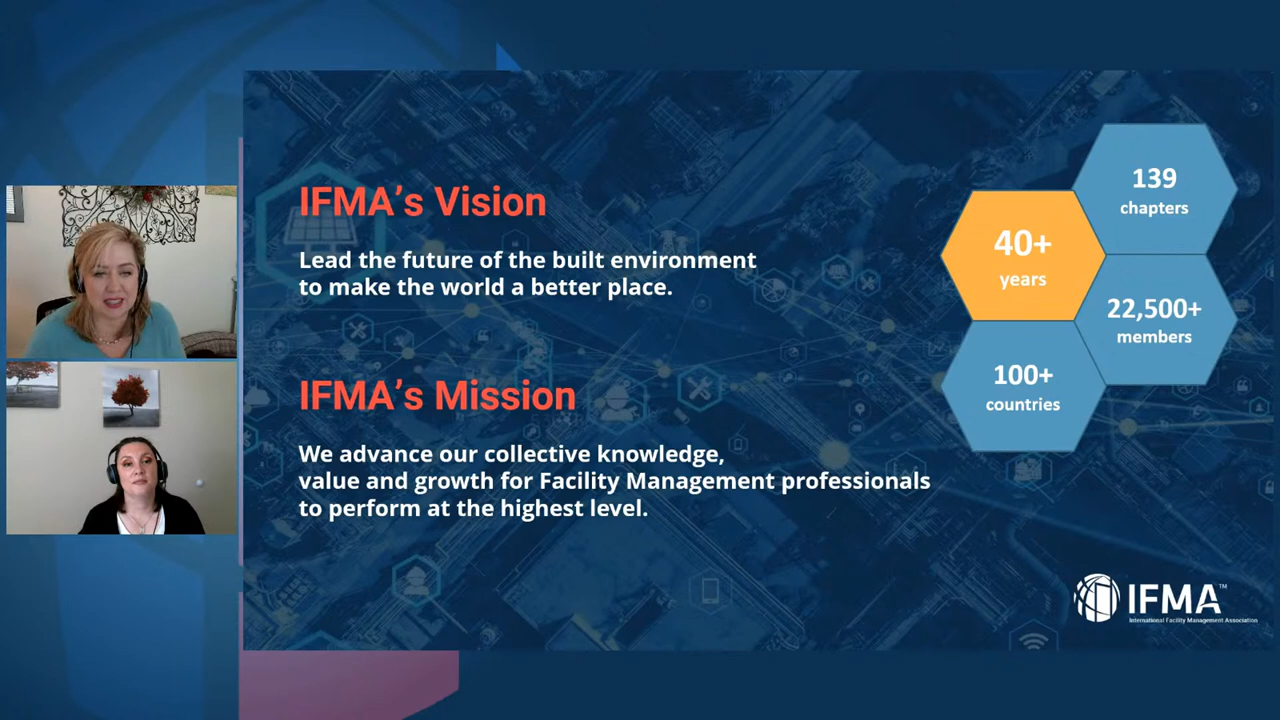 IFMA's Vision
Lead the future of the built environment
to make the world a better place.
IFMA's Mission
We advance our collective knowledge,
value and growth for Facility Management professionals
to perform at the highest level.
139
chapters
40+
years
22,500+
members
100+
countries
IFMA™
International Facility Management Association